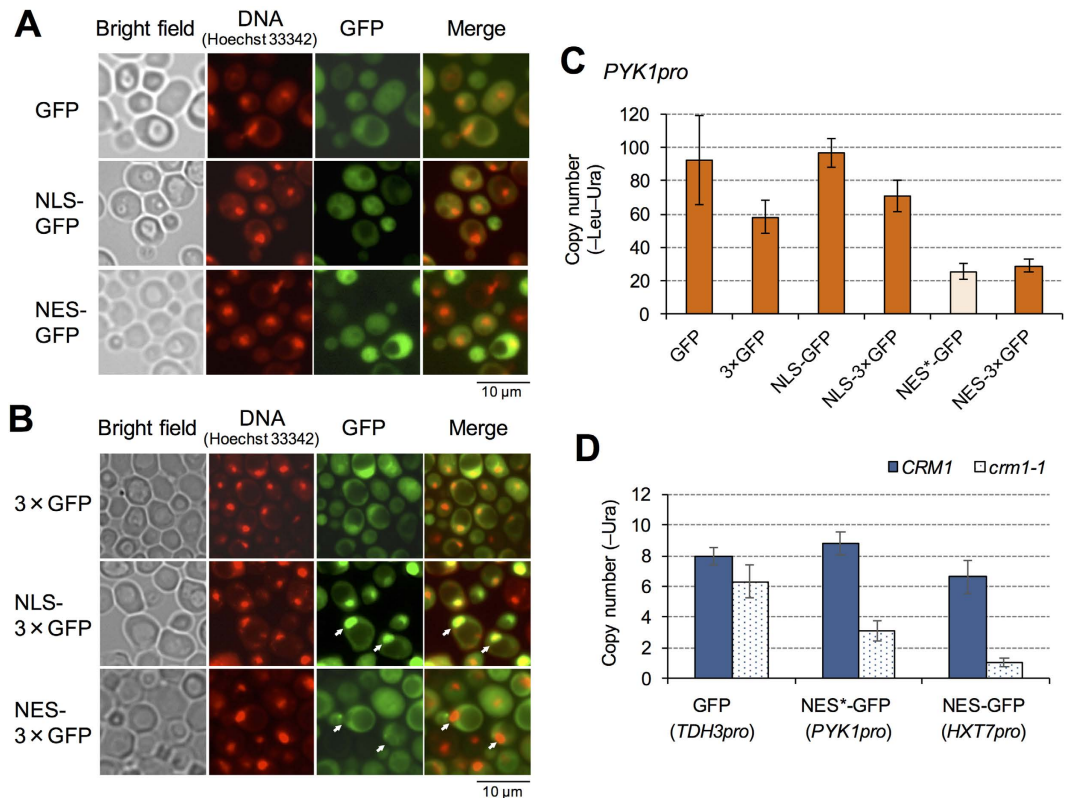 A
Bright field
DNA
(Hoechst 33342)
GFP
Merge
GFP
NLS-
GFP
NES-
GFP
10 μm
B
Bright field
DNA
(Hoechst 33342)
GFP
Merge
3×GFP
NLS-
3×GFP
NES-
3×GFP
10 μm
C
PYK1pro
Copy number
(–Leu–Ura)
120
100
80
60
40
20
0
GFP
3×GFP
NLS-GFP
NLS-3×GFP
NES*-GFP
NES-3×GFP
D
CRM1
crm1-1
Copy number (–Ura)
12
10
8
6
4
2
0
GFP
(TDH3pro)
NES*-GFP
(PYK1pro)
NES-GFP
(HXT7pro)